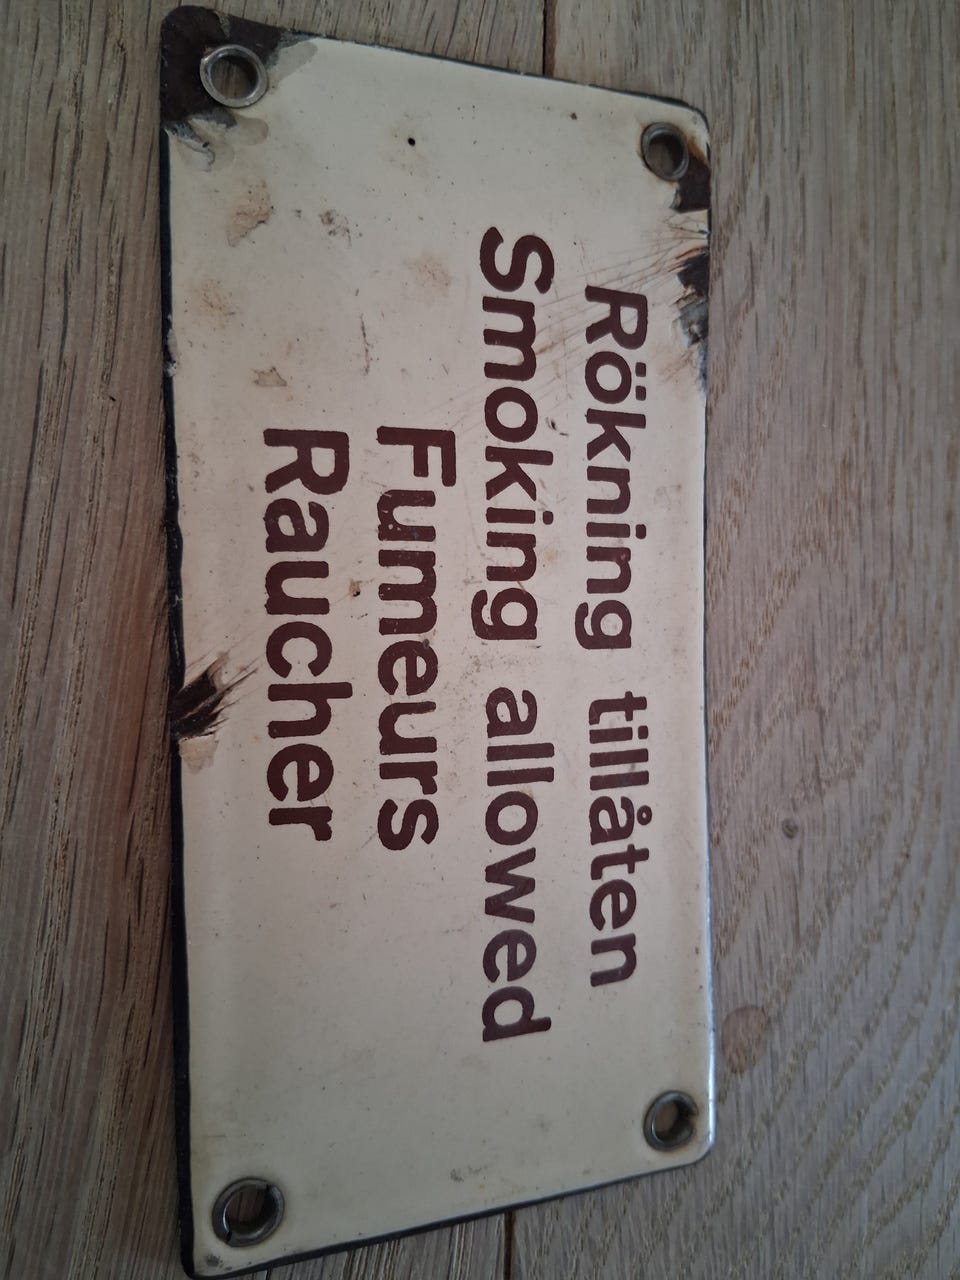 Rökning tillåten
Smoking allowed
Fumeurs
Raucher